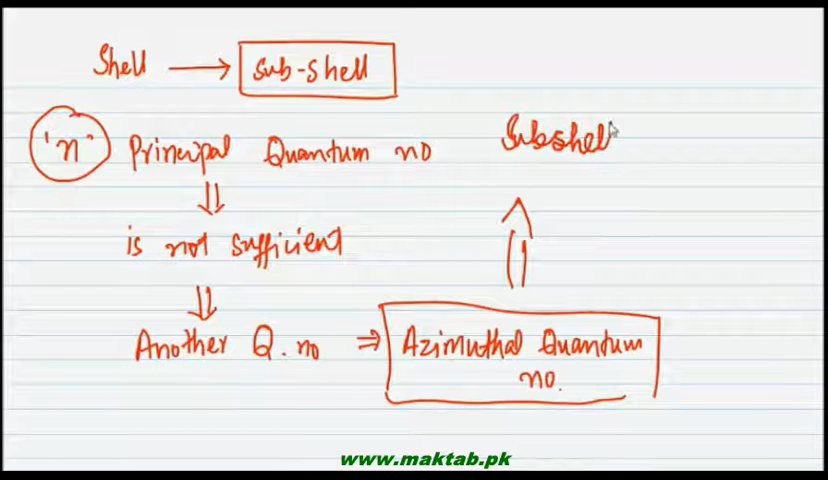 Shell → Sub-shell
'n' Principal Quantum no
Subshell
is not sufficient
Another Q. no ⇒ Azimuthal Quantum
no.
www.maktab.pk